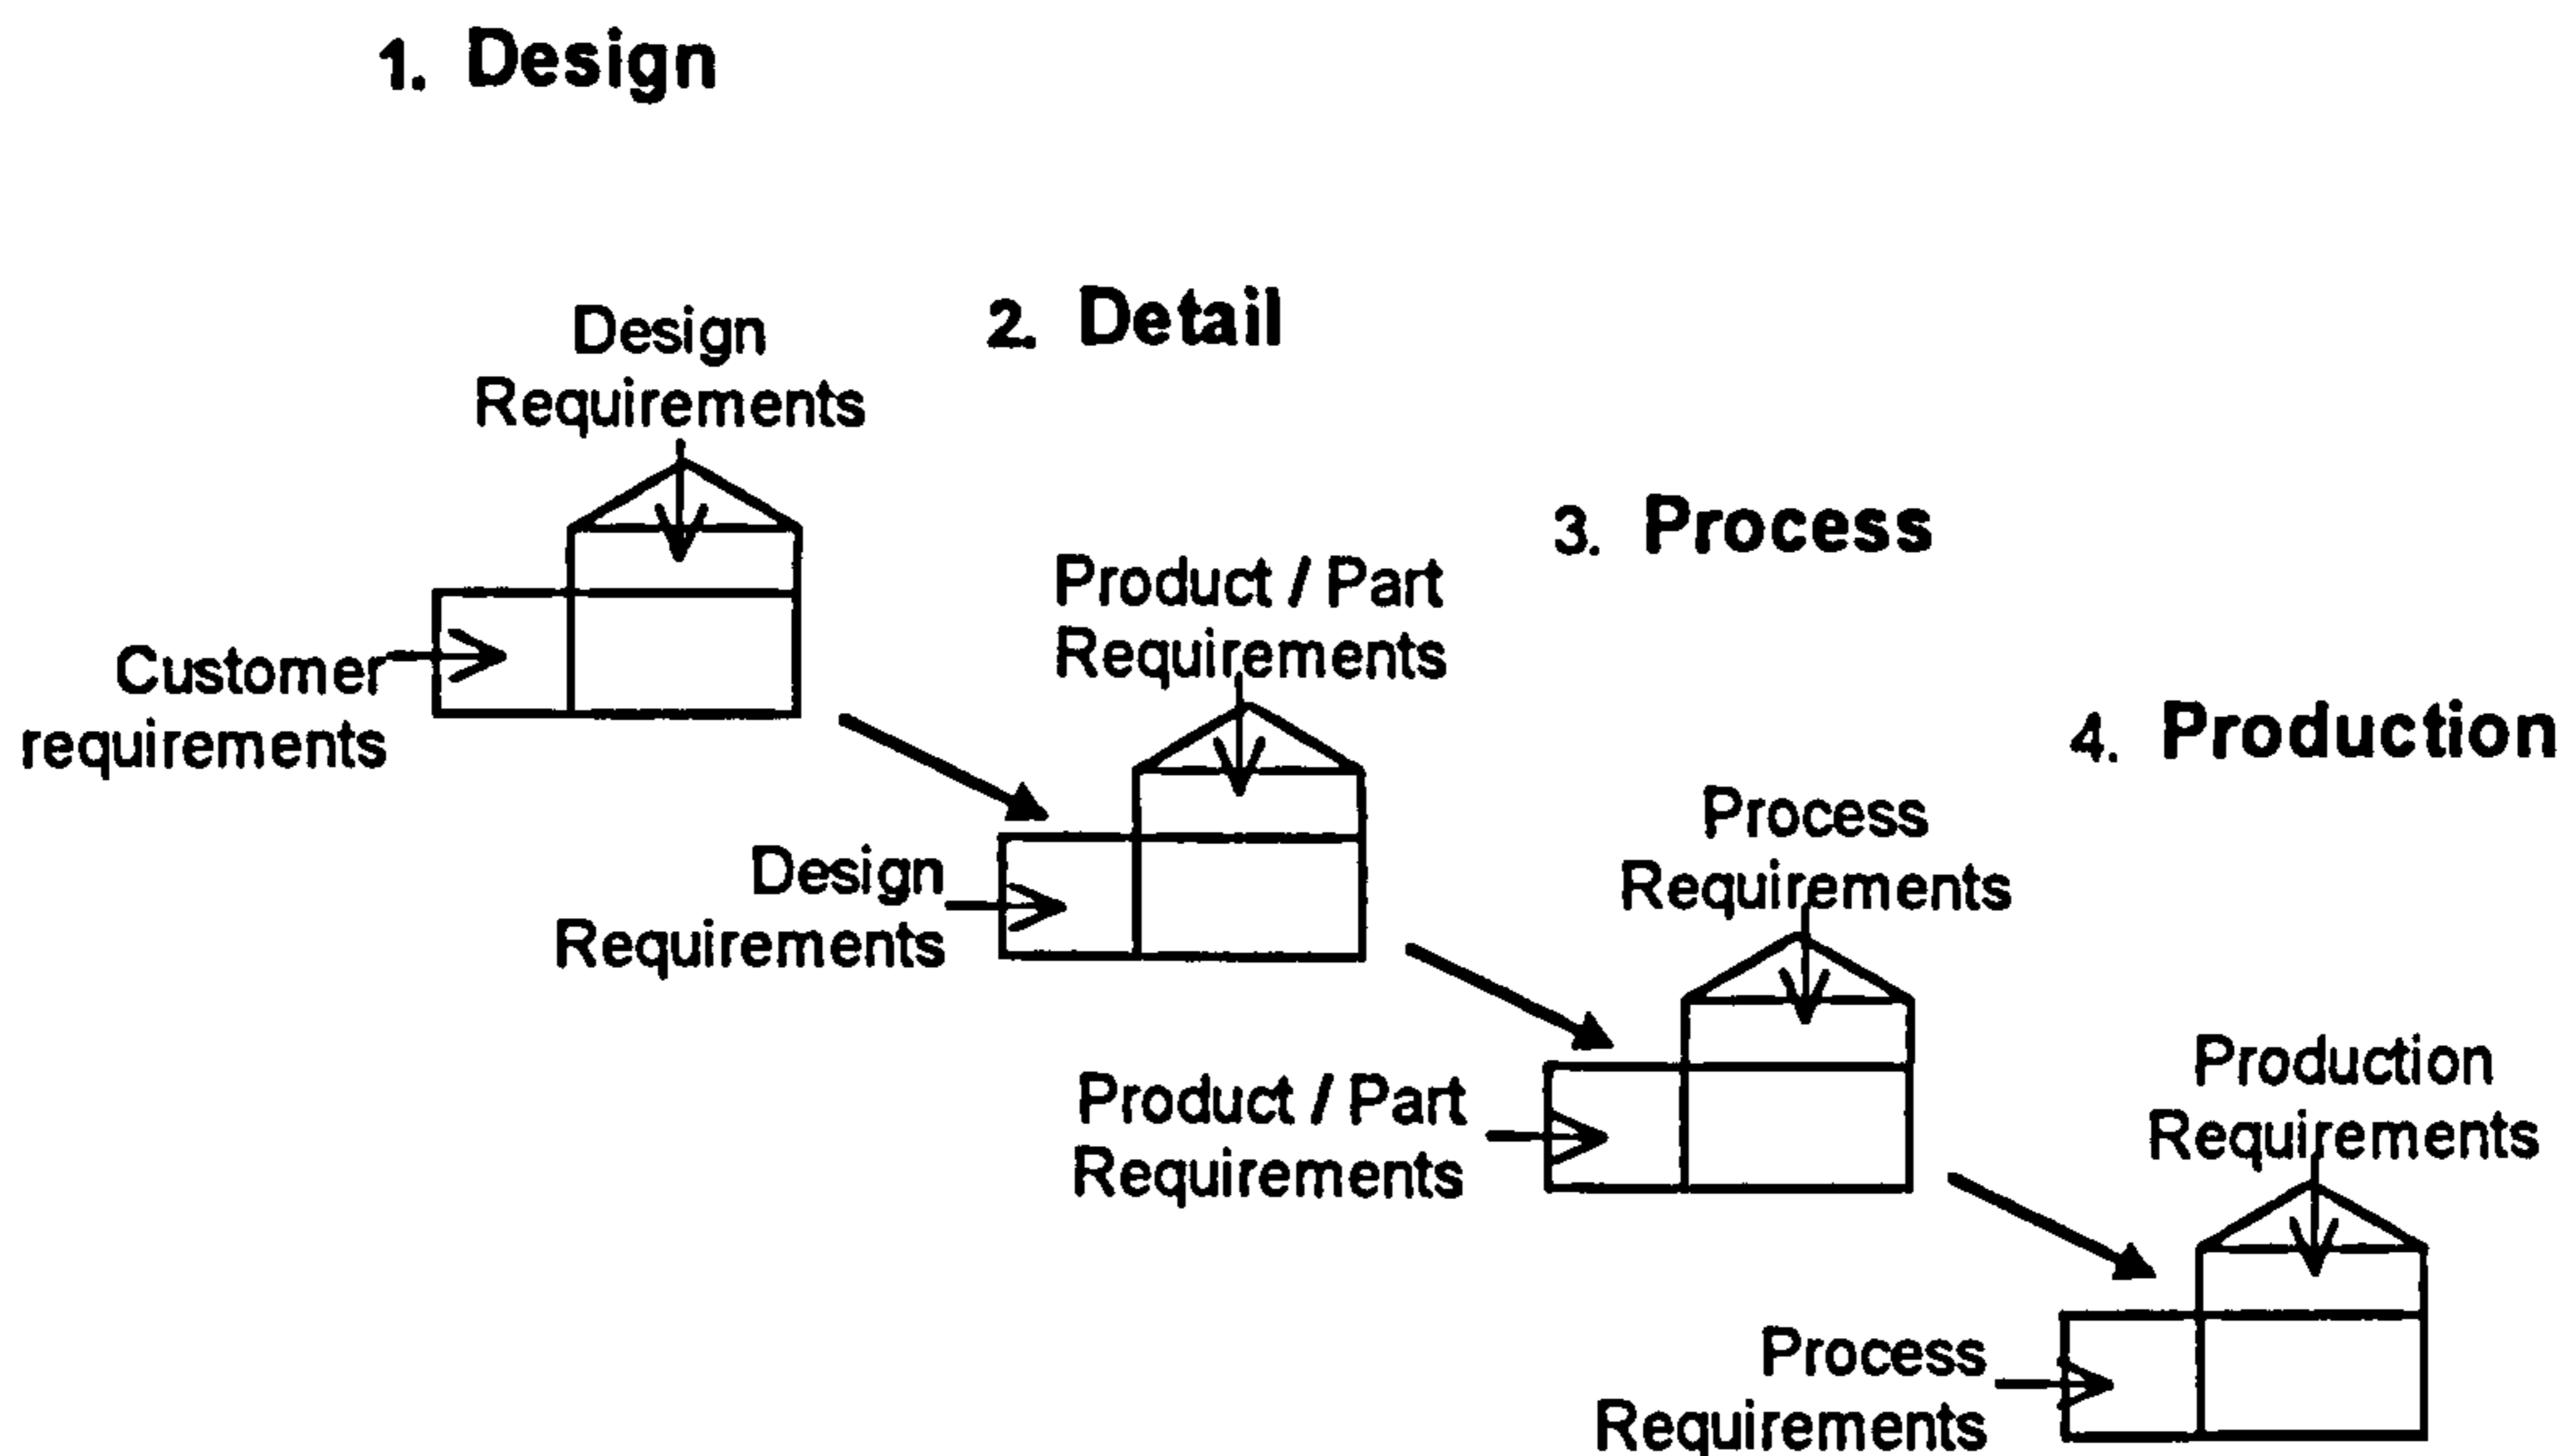 1. Design
Design
Requirements
Customer
requirements
2. Detail
Product / Part
Requirements
Design
Requirements
3. Process
Process
Requirements
Product / Part
Requirements
4. Production
Production
Requirements
Process
Requirements